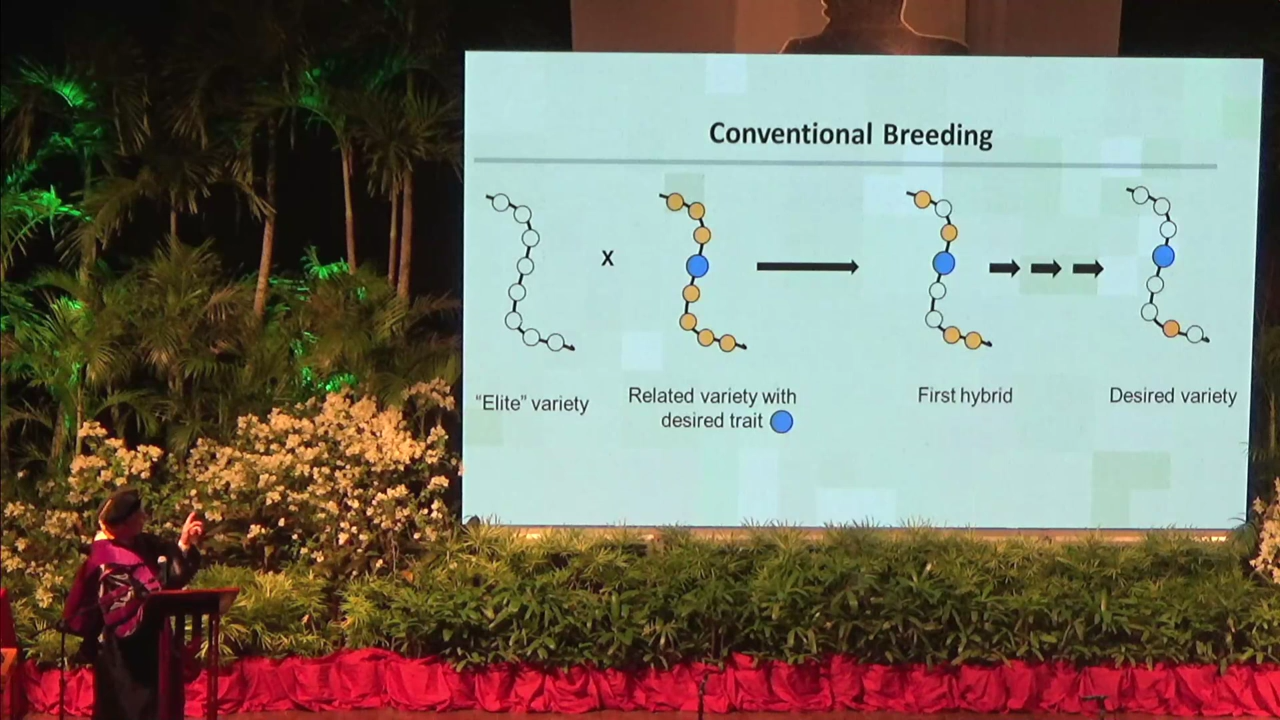 Conventional Breeding
X
“Elite” variety
Related variety with
desired trait
First hybrid
Desired variety